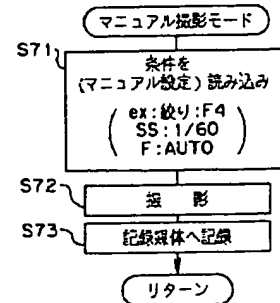 マニュアル撮影モード
S71
条件を
(マニュアル設定)読み込み
ex:絞り:F4
SS:1/60
F:AUTO
S72
撮影
S73
記録媒体へ記録
リターン